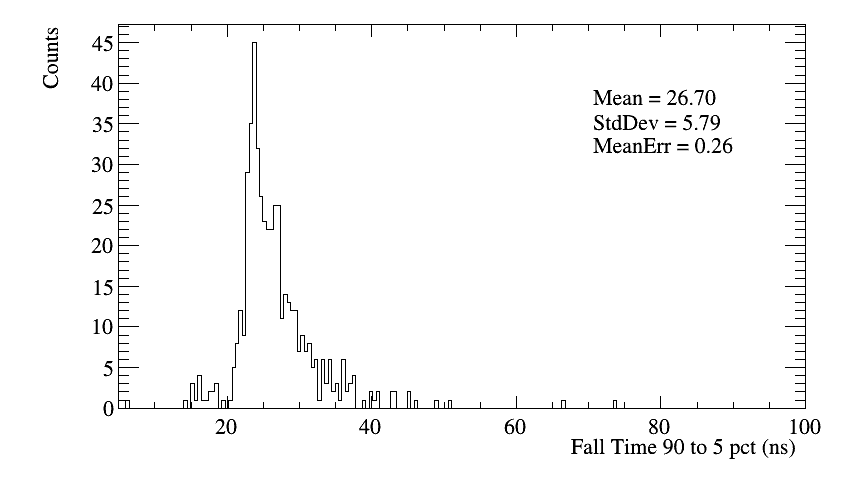 Counts
45
40
35
30
25
20
15
10
5
0
Mean = 26.70
StdDev = 5.79
MeanErr = 0.26
20 40 60 80 100
Fall Time 90 to 5 pct (ns)